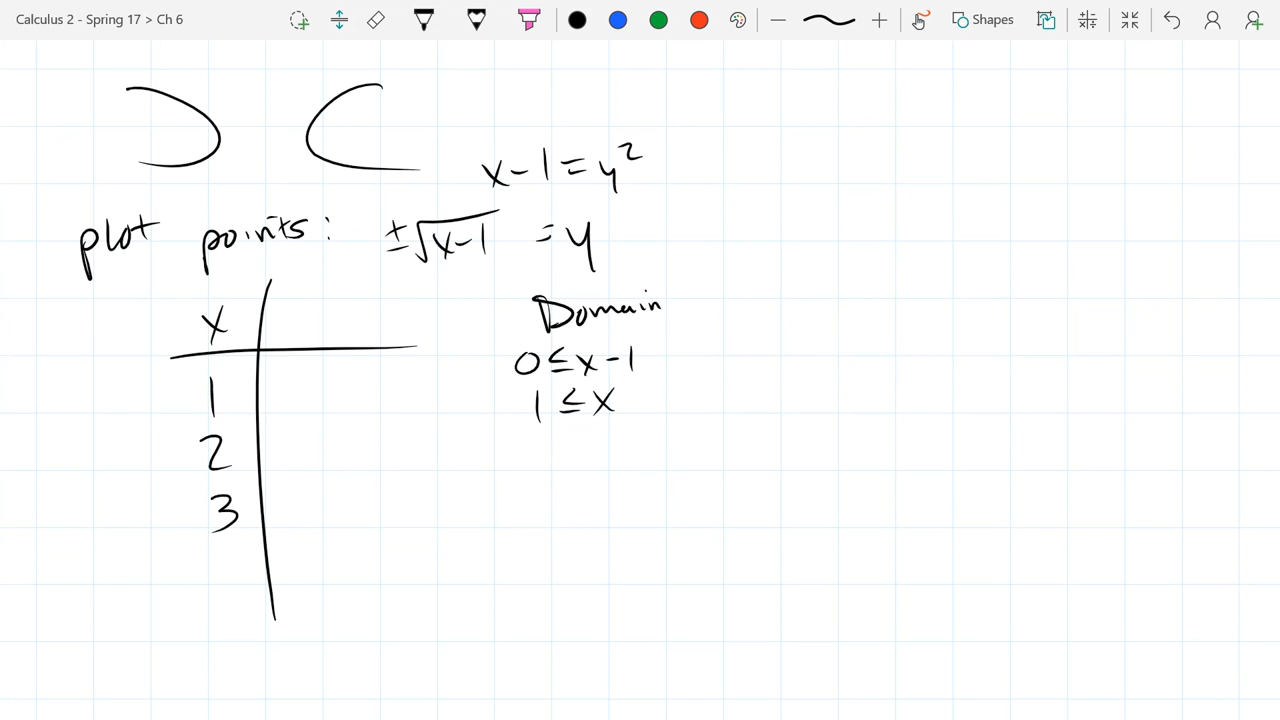 Calculus 2 - Spring 17 > Ch 6
Shapes
x-1=y²
plot points: ±√(x-1) = y
x
Domain
0≤x-1
1
1≤x
2
3